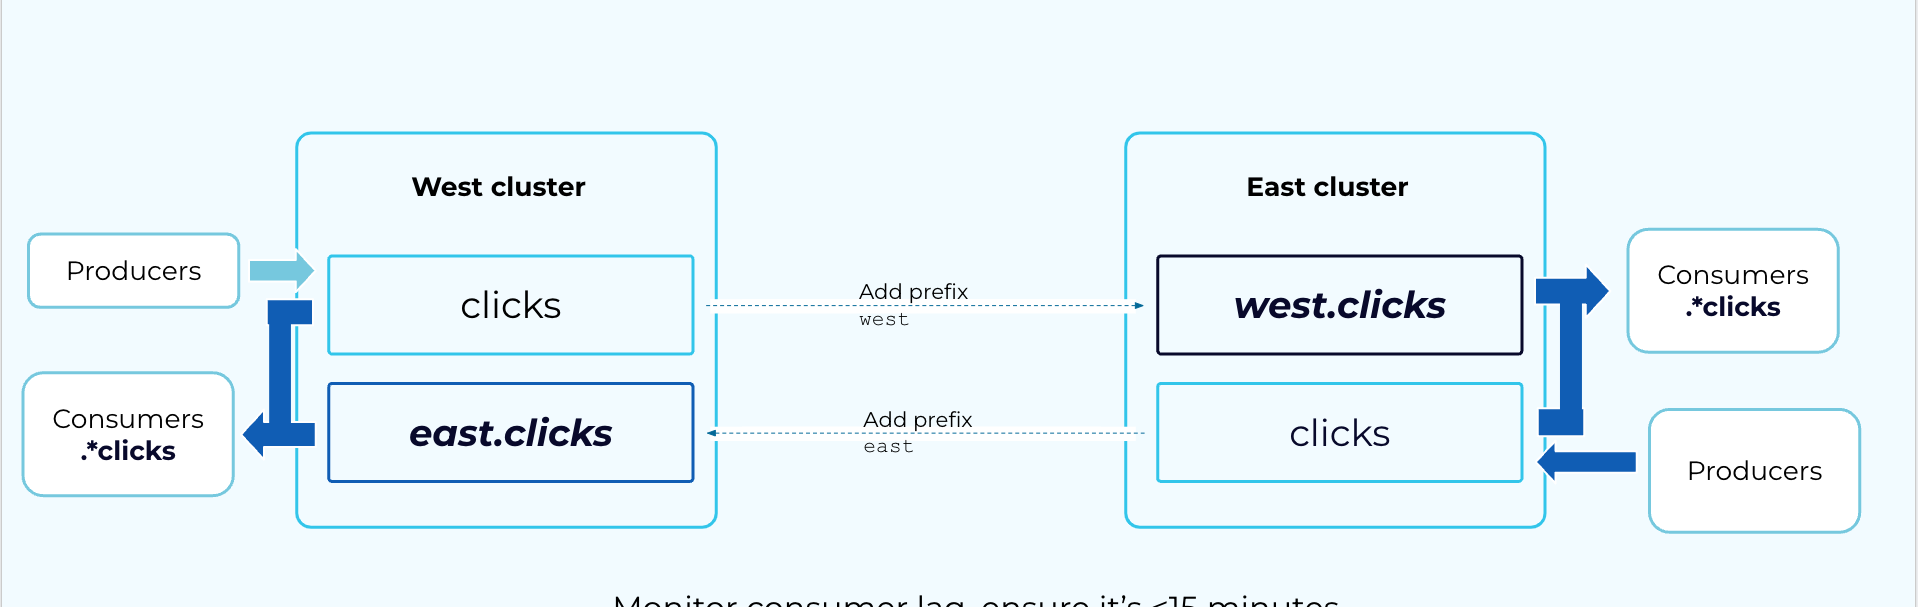 West cluster
East cluster
Producers
clicks
Add prefix
west
west.clicks
Consumers
.*clicks
Consumers
.*clicks
east.clicks
Add prefix
east
clicks
Producers
Monitor consumer lag, ensure it's <15 minutes